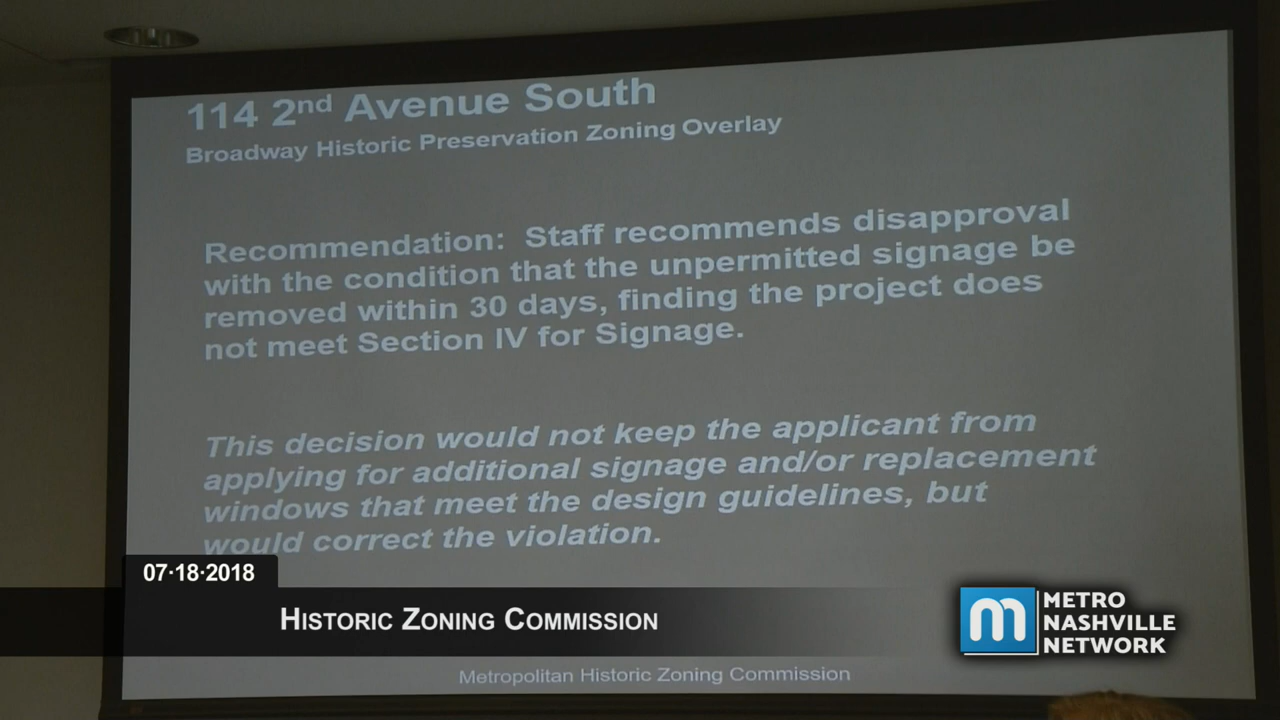 114 2nd Avenue South
Broadway Historic Preservation Zoning Overlay
Recommendation: Staff recommends disapproval
with the condition that the unpermitted signage be
removed within 30 days, finding the project does
not meet Section IV for Signage.
This decision would not keep the applicant from
applying for additional signage and/or replacement
windows that meet the design guidelines, but
would correct the violation.
07·18·2018
Historic Zoning Commission
m METRO
NASHVILLE
NETWORK
Metropolitan Historic Zoning Commission